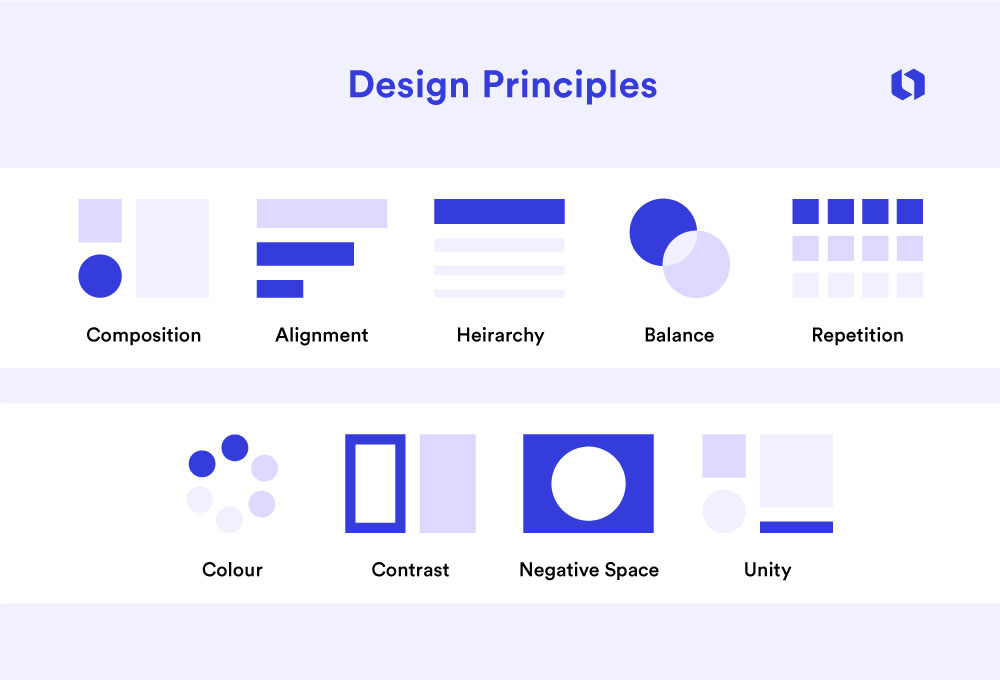 Design Principles
Composition
Alignment
Heirarchy
Balance
Repetition
Colour
Contrast
Negative Space
Unity